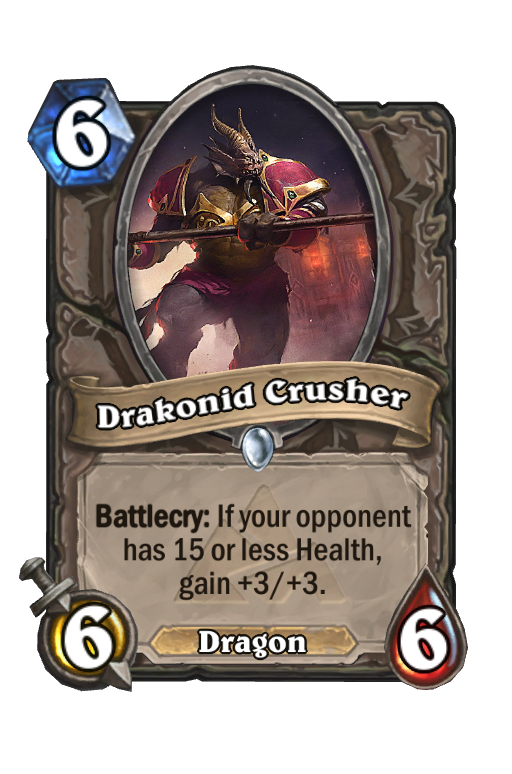 6
Drakonid Crusher
Battlecry: If your opponent
has 15 or less Health,
gain +3/+3.
6
Dragon
6